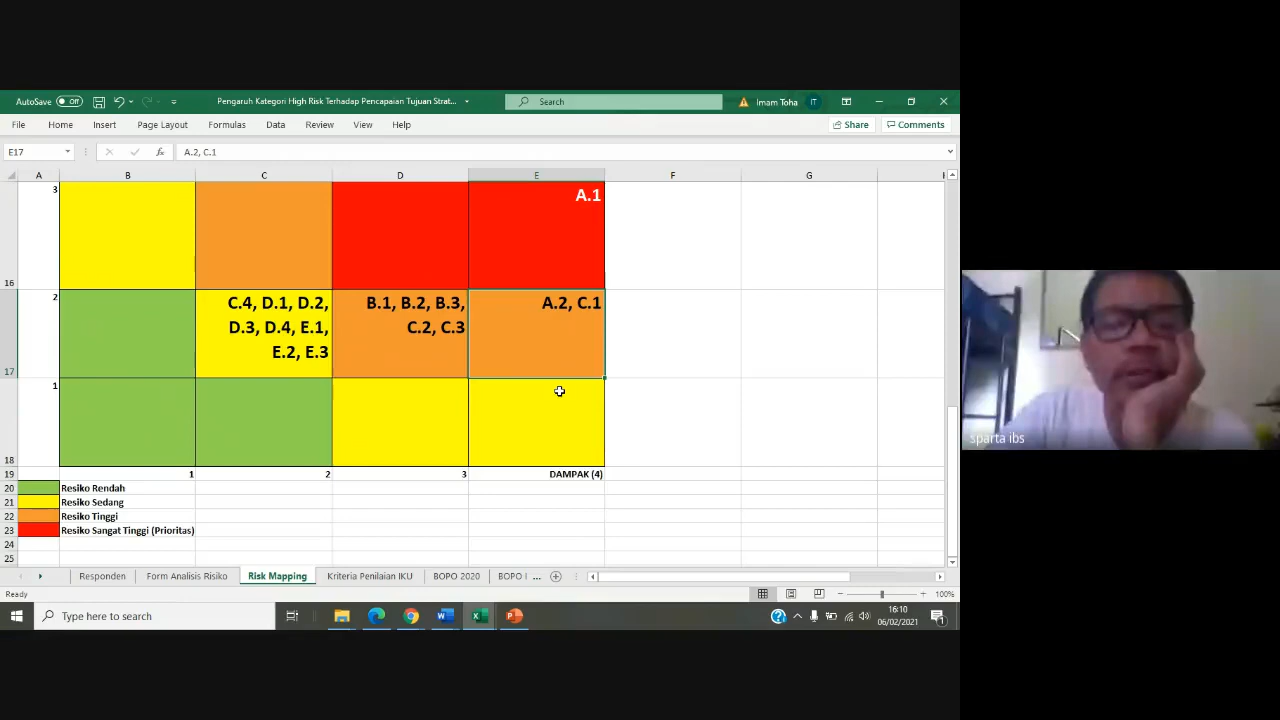 AutoSave Off Pengaruh Kategori High Risk Terhadap Pencapaian Tujuan Strat... Search Imam Toha IT
File Home Insert Page Layout Formulas Data Review View Help Share Comments
E17 fx A.2, C.1
A B C D E F G
3 A.1
16
2 C.4, D.1, D.2, B.1, B.2, B.3, A.2, C.1
D.3, D.4, E.1, C.2, C.3
E.2, E.3
17
1
18
19 1 2 3 DAMPAK (4)
20 Resiko Rendah
21 Resiko Sedang
22 Resiko Tinggi
23 Resiko Sangat Tinggi (Prioritas)
24
25
sparta ibs
Responden Form Analisis Risiko Risk Mapping Kriteria Penilaian IKU BOPO 2020 BOPO I ...
Ready 100%
Type here to search 16:10
06/02/2021